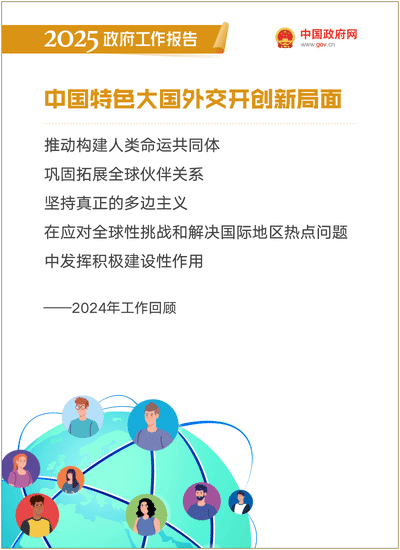 2025政府工作报告
中国政府网
www.gov.cn
中国特色大国外交开创新局面
推动构建人类命运共同体
巩固拓展全球伙伴关系
坚持真正的多边主义
在应对全球性挑战和解决国际地区热点问题
中发挥积极建设性作用
——2024年工作回顾